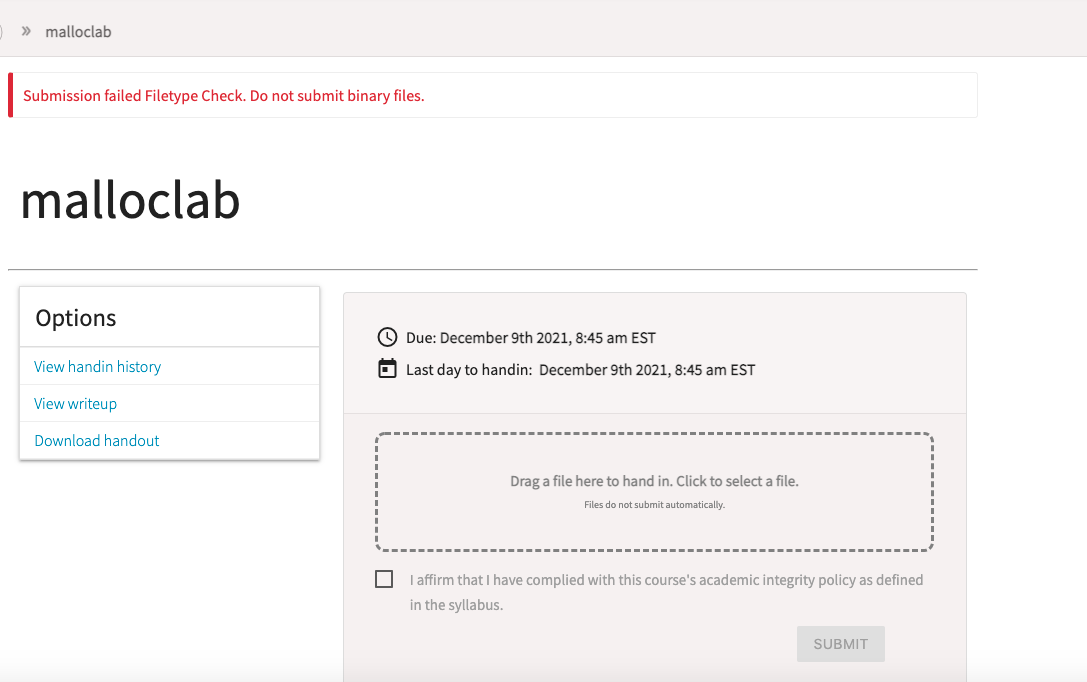 » malloclab
Submission failed Filetype Check. Do not submit binary files.
malloclab
Options
View handin history
View writeup
Download handout
Due: December 9th 2021, 8:45 am EST
Last day to handin: December 9th 2021, 8:45 am EST
Drag a file here to hand in. Click to select a file.
Files do not submit automatically.
I affirm that I have complied with this course's academic integrity policy as defined
in the syllabus.
SUBMIT